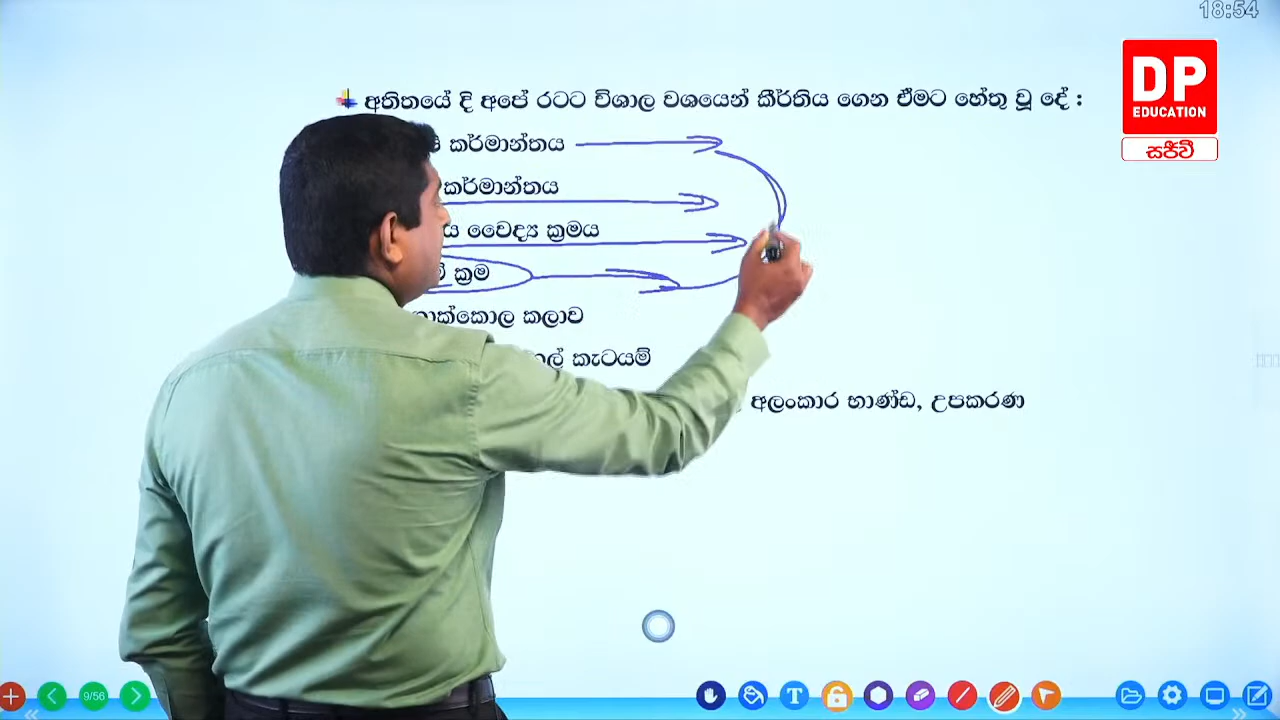 18:54
DP
EDUCATION
සජීවී
අතිතයේ දි අපේ රටට විශාල වශයෙන් කීර්තිය ගෙන ඒමට හේතු වූ දේ :
කර්මාන්තය
කර්මාන්තය
වෛද්‍ය ක්‍රමය
ක්‍රම
කලාව
කැටයම්
අලංකාර භාණ්ඩ, උපකරණ
9/56